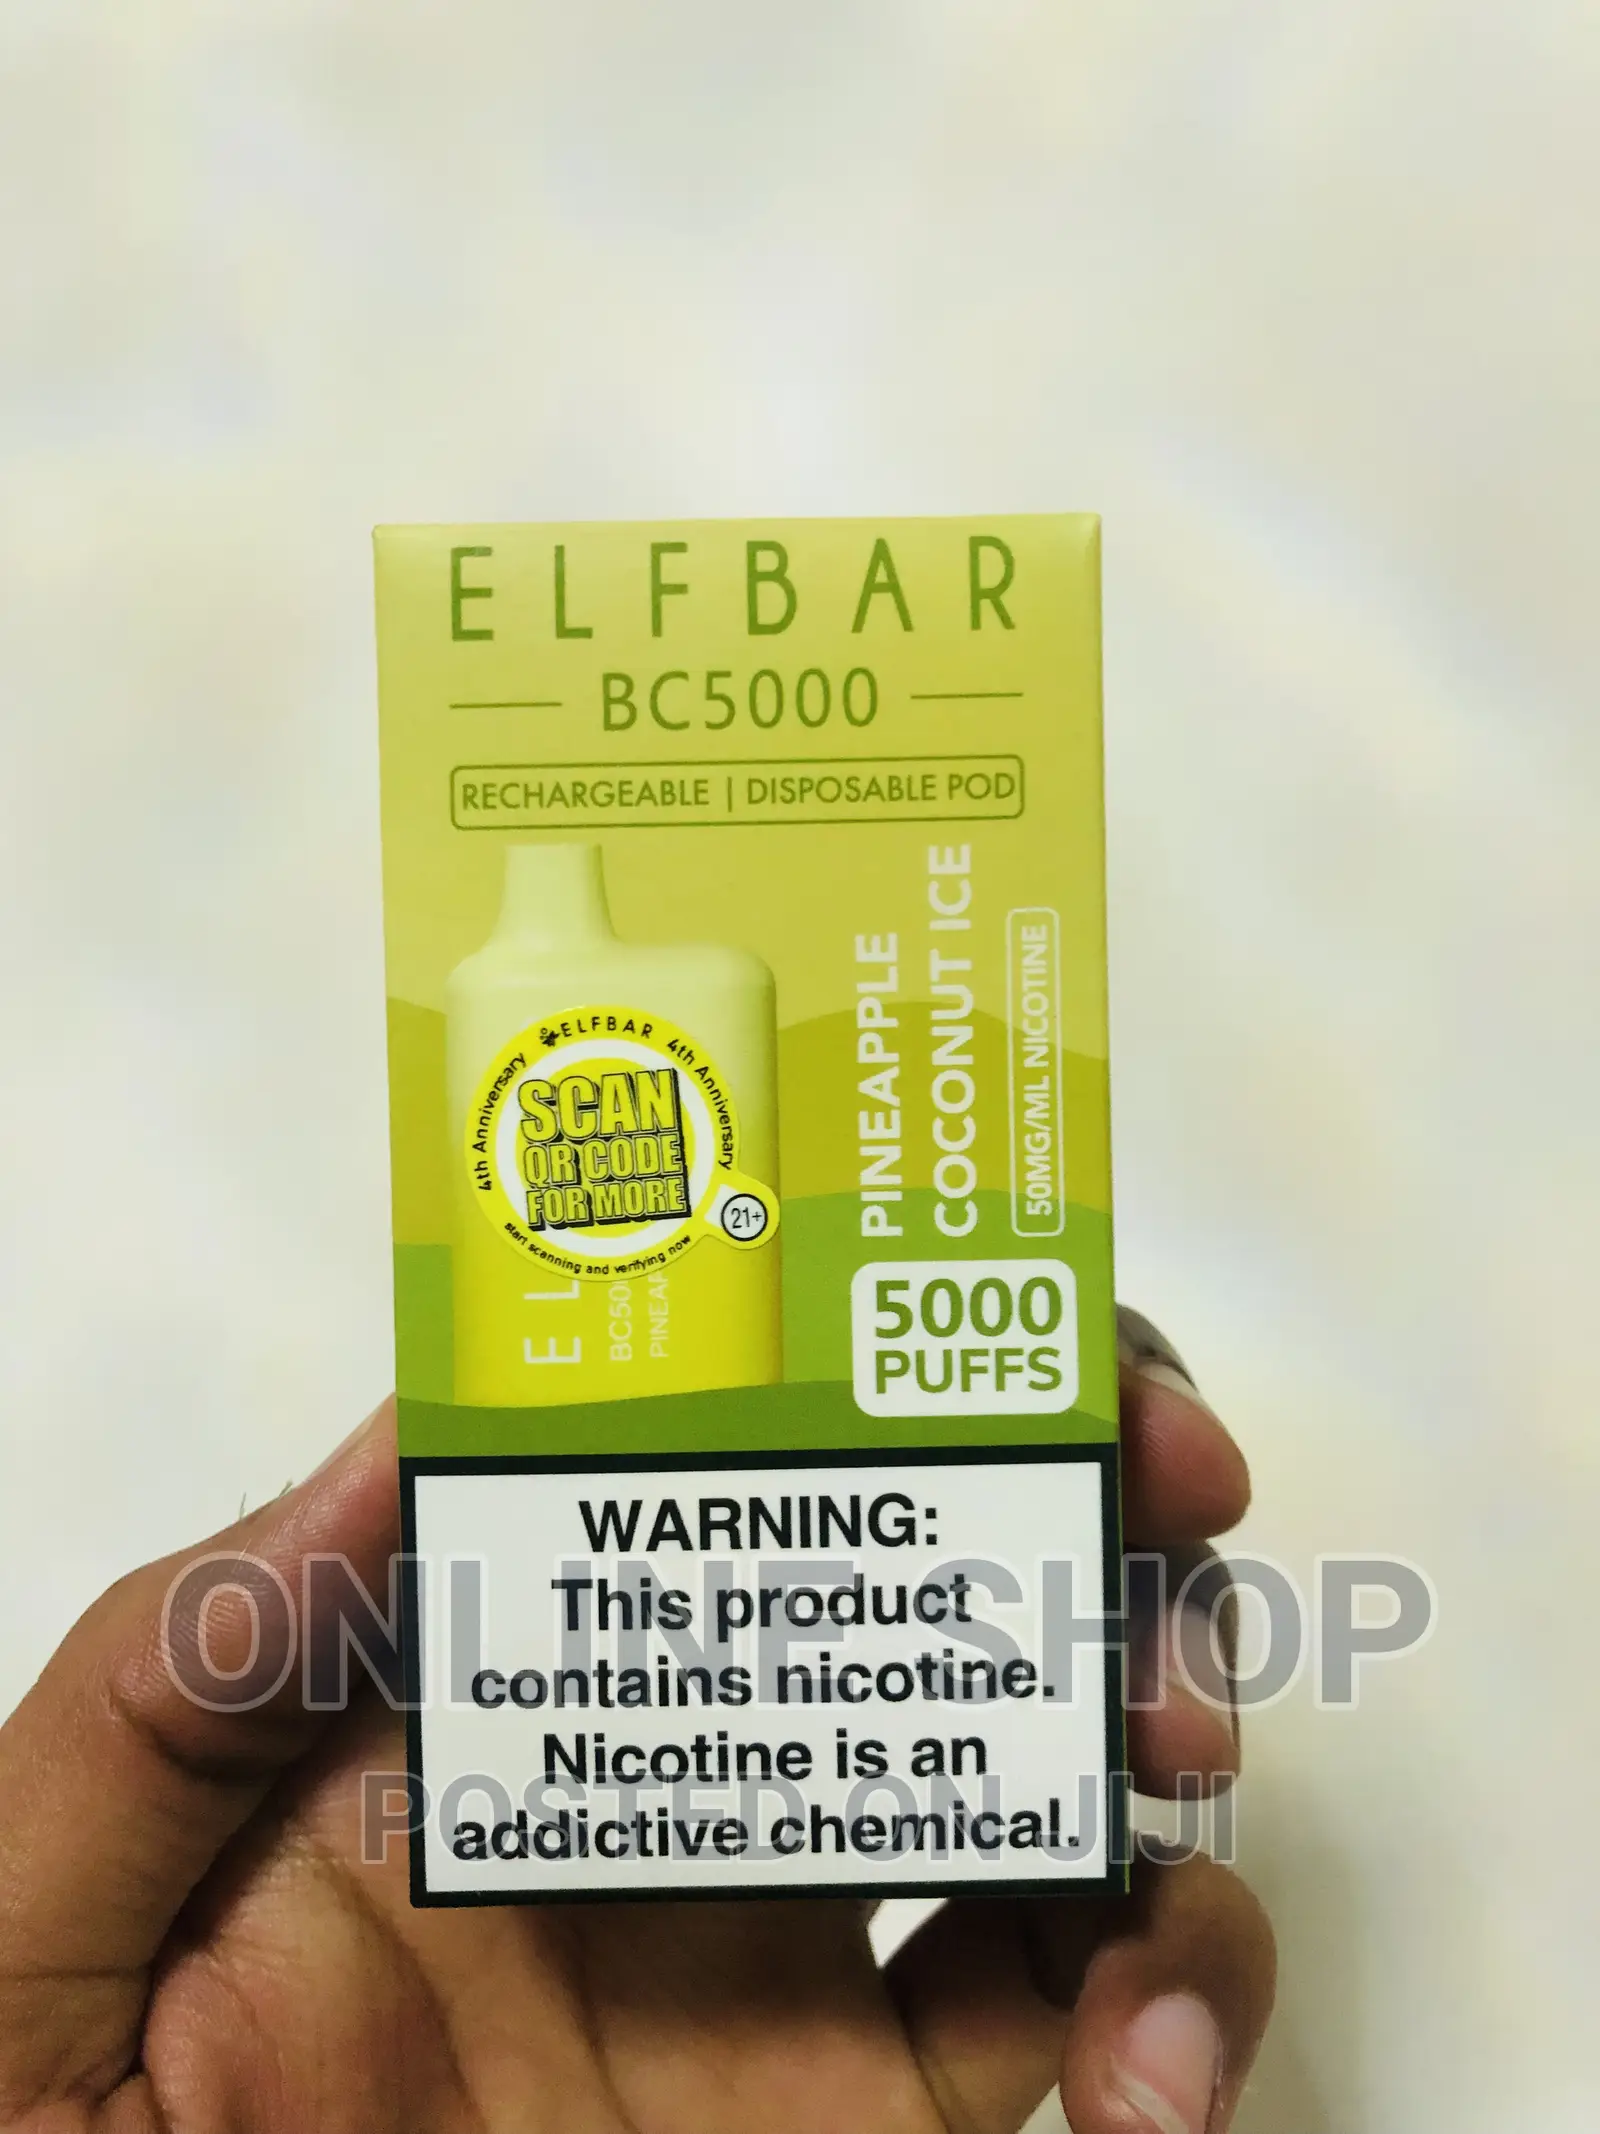 ELFBAR
BC5000
RECHARGEABLE | DISPOSABLE POD
PINEAPPLE
COCONUT ICE
50MG/ML NICOTINE
ELFBAR
4th Anniversary
4th Anniversary
SCAN
QR CODE
FOR MORE
start scanning and verifying now
21+
E L
BC50
PINEAP
5000
PUFFS
WARNING:
This product
contains nicotine.
Nicotine is an
addictive chemical.
ONLINE SHOP
POSTED ON JIJI